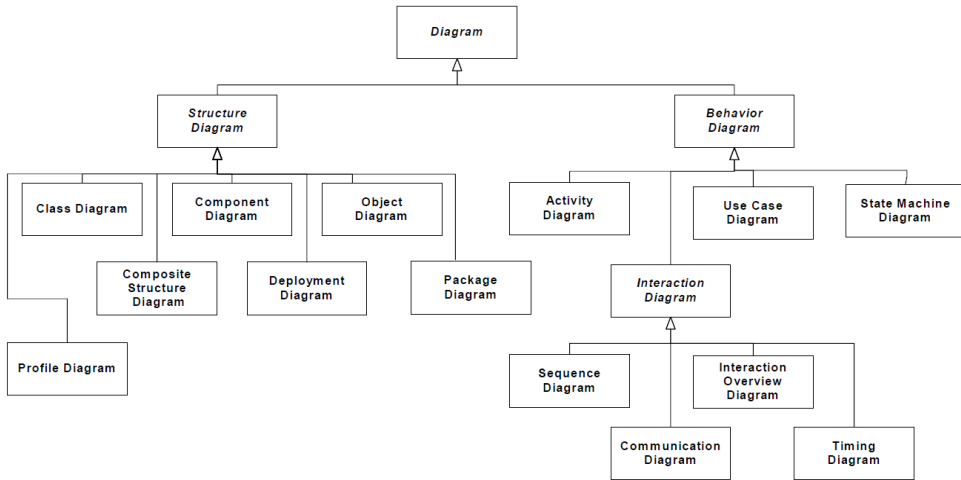 Diagram
Structure
Diagram
Behavior
Diagram
Class Diagram
Component
Diagram
Object
Diagram
Activity
Diagram
Use Case
Diagram
State Machine
Diagram
Composite
Structure
Diagram
Deployment
Diagram
Package
Diagram
Interaction
Diagram
Profile Diagram
Sequence
Diagram
Interaction
Overview
Diagram
Communication
Diagram
Timing
Diagram